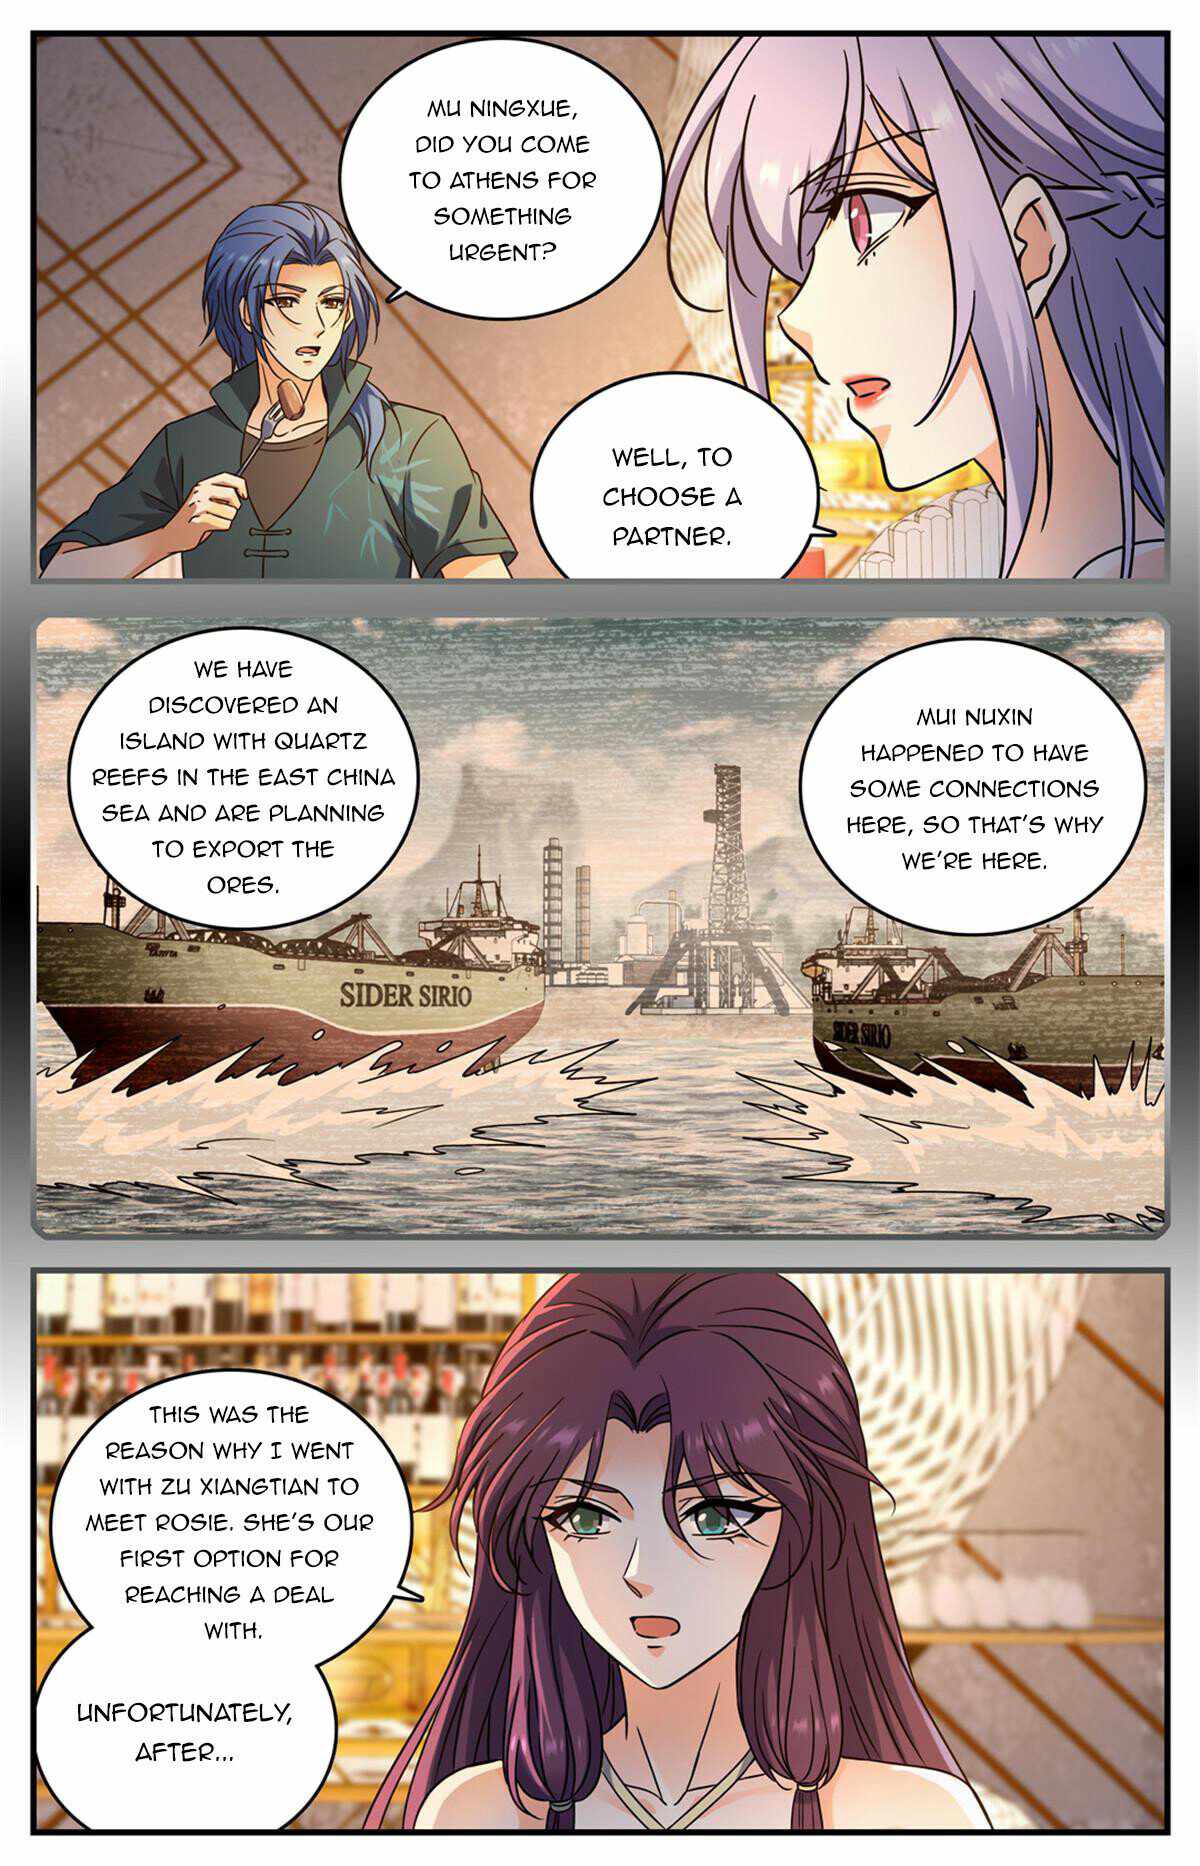 MU NINGXUE,
DID YOU COME
TO ATHENS FOR
SOMETHING
URGENT?
WELL, TO
CHOOSE A
PARTNER.
WE HAVE
DISCOVERED AN
ISLAND WITH QUARTZ
REEFS IN THE EAST CHINA
SEA AND ARE PLANNING
TO EXPORT THE
ORES.
MUI NUXIN
HAPPENED TO HAVE
SOME CONNECTIONS
HERE, SO THAT'S WHY
WE'RE HERE.
SIDER SIRIO
SIDER SIRIO
THIS WAS THE
REASON WHY I WENT
WITH ZU XIANGTIAN TO
MEET ROSIE. SHE'S OUR
FIRST OPTION FOR
REACHING A DEAL
WITH.
UNFORTUNATELY,
AFTER...